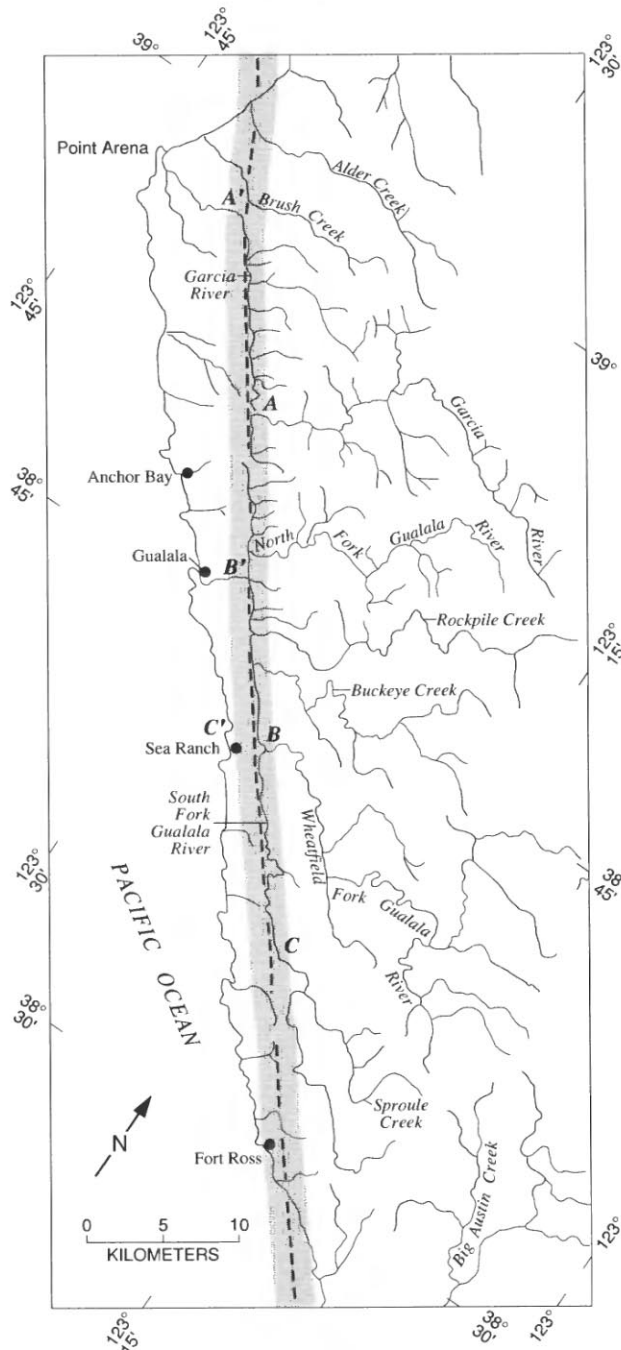 39°
123°
45'
123°
30'
Point Arena
Alder Creek
A'
Brush Creek
123°
45'
Garcia
River
39°
A
Garcia
River
Anchor Bay
38°
45'
North
Fork
Gualala
River
Gualala
B'
Rockpile Creek
123°
15'
Buckeye Creek
C'
B
Sea Ranch
South
Fork
Gualala
River
Wheatfield
Fork
Gualala
River
123°
30'
38°
45'
PACIFIC OCEAN
C
38°
30'
Sproule
Creek
N
Fort Ross
Big Austin Creek
0 5 10
KILOMETERS
123°
123°
15'
38°
30'
123°